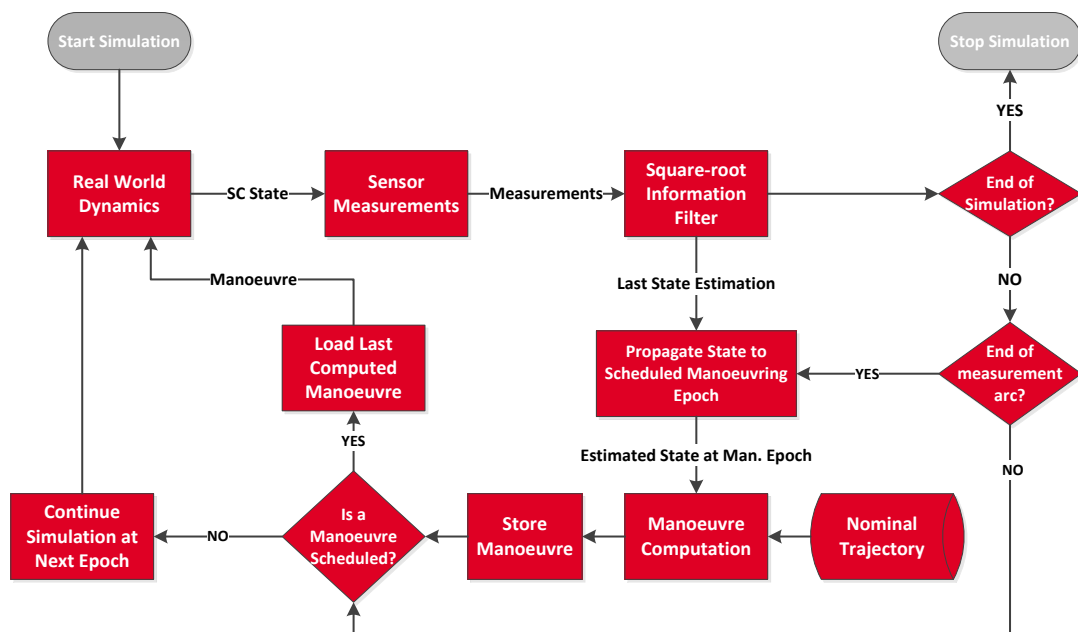 Start Simulation
Stop Simulation
YES
Real World
Dynamics
SC State
Sensor
Measurements
Measurements
Square-root
Information
Filter
End of
Simulation?
Manoeuvre
Last State Estimation
NO
Load Last
Computed
Manoeuvre
Propagate State to
Scheduled Manoeuvring
Epoch
YES
End of
measurement
arc?
YES
Estimated State at Man. Epoch
NO
Continue
Simulation at
Next Epoch
NO
Is a
Manoeuvre
Scheduled?
Store
Manoeuvre
Manoeuvre
Computation
Nominal
Trajectory